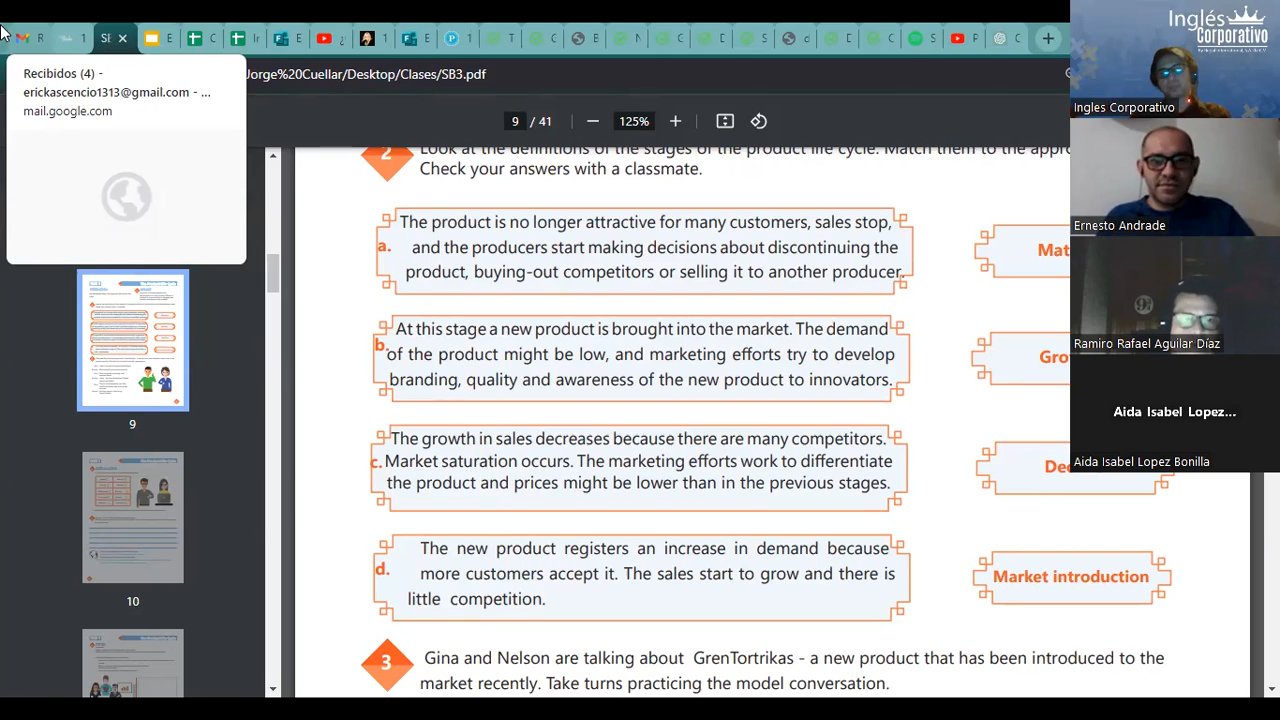 SE
Recibidos (4) -
erickascencio1313@gmail.com - ...
mail.google.com
Jorge%20Cuellar/Desktop/Clases/SB3.pdf
9 / 41
125%
2 Look at the definitions of the stages of the product life cycle. Match them to the appro
Check your answers with a classmate.
a. The product is no longer attractive for many customers, sales stop,
and the producers start making decisions about discontinuing the
product, buying-out competitors or selling it to another producer.
Mat
b. At this stage a new product is brought into the market. The demand
of the product might be low, and marketing efforts try to develop
branding, quality and awareness of the new product to innovators.
Gro
c. The growth in sales decreases because there are many competitors.
Market saturation occurs. The marketing efforts work to differentiate
the product and prices might be lower than in the previous stages.
Dec
d. The new product registers an increase in demand because
more customers accept it. The sales start to grow and there is
little competition.
Market introduction
3 Gina and Nelson are talking about GrenTortrikas – a new product that has been introduced to the
market recently. Take turns practicing the model conversation.
9
10
Inglés
Corporativo
Ingles Corporativo
Ernesto Andrade
Ramiro Rafael Aguilar Díaz
Aida Isabel Lopez...
Aida Isabel Lopez Bonilla